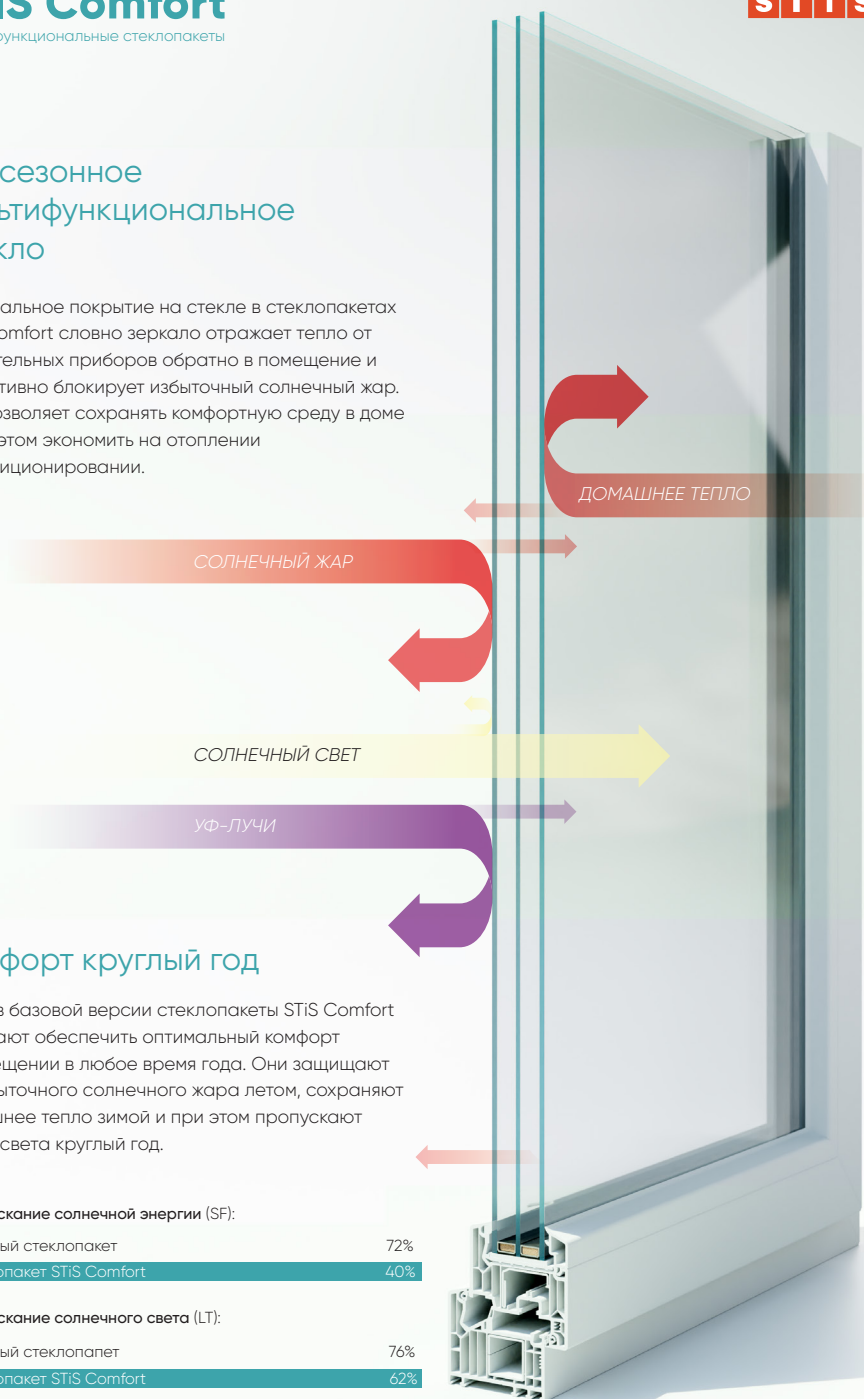 iS Comfort
STIS
ункциональные стеклопакеты
сезонное
ьтифункциональное
кло
альное покрытие на стекле в стеклопакетах
omfort словно зеркало отражает тепло от
тельных приборов обратно в помещение и
тивно блокирует избыточный солнечный жар.
озволяет сохранять комфортную среду в доме
этом экономить на отоплении
иционировании.
ДОМАШНЕЕ ТЕПЛО
СОЛНЕЧНЫЙ ЖАР
СОЛНЕЧНЫЙ СВЕТ
УФ-ЛУЧИ
форт круглый год
в базовой версии стеклопакеты STiS Comfort
ают обеспечить оптимальный комфорт
ещении в любое время года. Они защищают
ыточного солнечного жара летом, сохраняют
шнее тепло зимой и при этом пропускают
света круглый год.
скание солнечной энергии (SF):
ый стеклопакет 72%
опакет STiS Comfort 40%
скание солнечного света (LT):
ый стеклопапет 76%
опакет STiS Comfort 62%